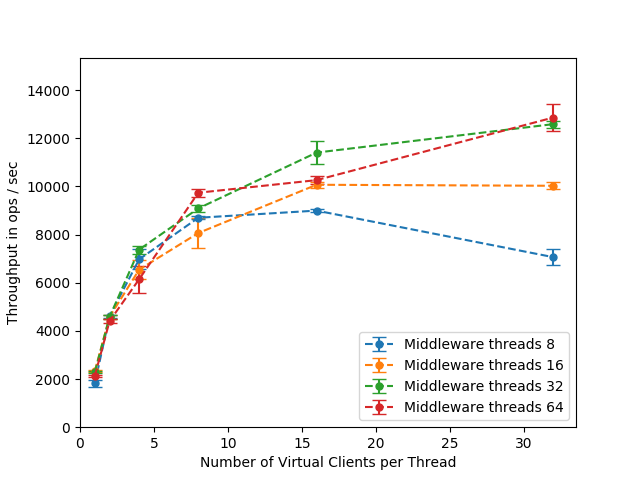 14000
12000
10000
8000
6000
4000
2000
0
Throughput in ops / sec
0 5 10 15 20 25 30
Number of Virtual Clients per Thread
Middleware threads 8
Middleware threads 16
Middleware threads 32
Middleware threads 64